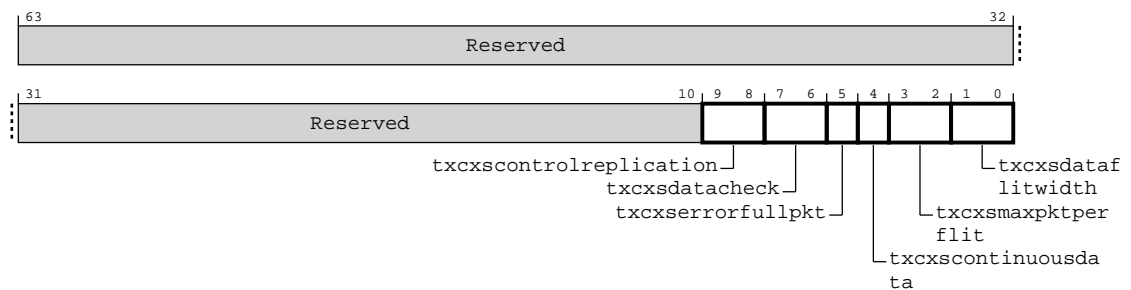 63 32
Reserved
31 10 9 8 7 6 5 4 3 2 1 0
Reserved
txcxscontrolreplication
txcxsdataf
litwidth
txcxsdatacheck
txcxserrorfullpkt
txcxsmaxpktper
flit
txcxscontinuousda
ta